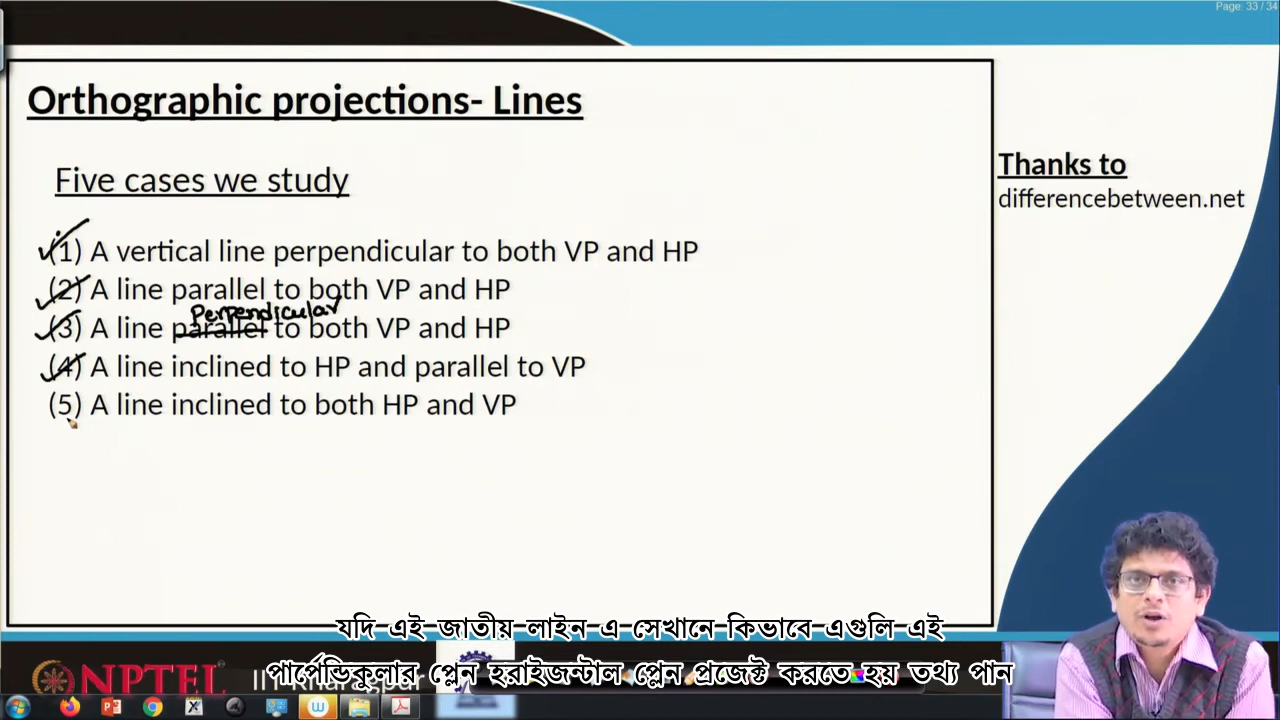 Page: 33 / 34
Orthographic projections- Lines
Five cases we study
(1) A vertical line perpendicular to both VP and HP
(2) A line parallel to both VP and HP
Perpendicular
(3) A line parallel to both VP and HP
(4) A line inclined to HP and parallel to VP
(5) A line inclined to both HP and VP
Thanks to
differencebetween.net
যদি এই জাতীয় লাইন এ সেখানে কিভাবে এগুলি এই
পার্পেন্ডিকুলার প্লেন হরাইজন্টাল প্লেন প্রজেক্ট করতে হয় তথ্য পান
NPTEL